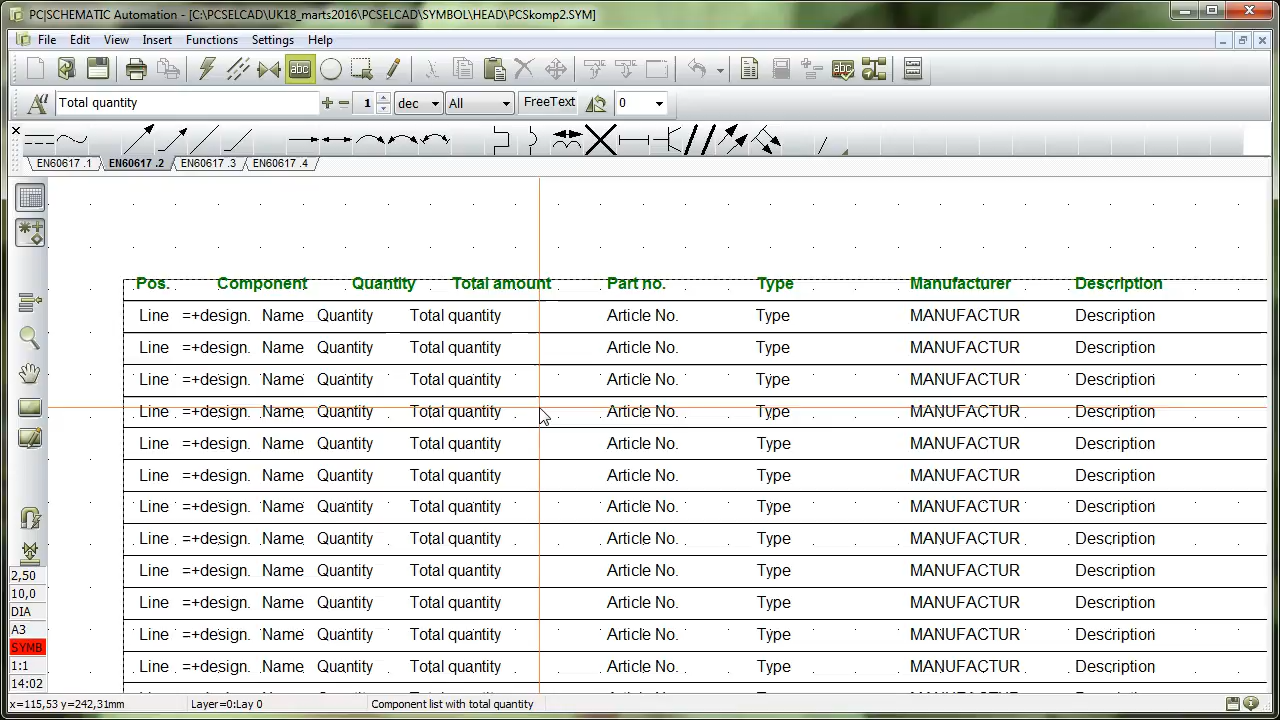 PC|SCHEMATIC Automation - [C:\PCSELCAD\UK18_marts2016\PCSELCAD\SYMBOL\HEAD\PCSkomp2.SYM]
File Edit View Insert Functions Settings Help
abc abc
Total quantity 1 dec All FreeText 0
EN60617 .1 EN60617 .2 EN60617 .3 EN60617 .4
Pos. Component Quantity Total amount Part no. Type Manufacturer Description
Line =+design. Name Quantity Total quantity Article No. Type MANUFACTUR Description
Line =+design. Name Quantity Total quantity Article No. Type MANUFACTUR Description
Line =+design. Name Quantity Total quantity Article No. Type MANUFACTUR Description
Line =+design. Name Quantity Total quantity Article No. Type MANUFACTUR Description
Line =+design. Name Quantity Total quantity Article No. Type MANUFACTUR Description
Line =+design. Name Quantity Total quantity Article No. Type MANUFACTUR Description
Line =+design. Name Quantity Total quantity Article No. Type MANUFACTUR Description
Line =+design. Name Quantity Total quantity Article No. Type MANUFACTUR Description
Line =+design. Name Quantity Total quantity Article No. Type MANUFACTUR Description
Line =+design. Name Quantity Total quantity Article No. Type MANUFACTUR Description
Line =+design. Name Quantity Total quantity Article No. Type MANUFACTUR Description
Line =+design. Name Quantity Total quantity Article No. Type MANUFACTUR Description
2,50
10,0
DIA
A3
SYMB
1:1
14:02
x=115,53 y=242,31mm Layer=0:Lay 0 Component list with total quantity